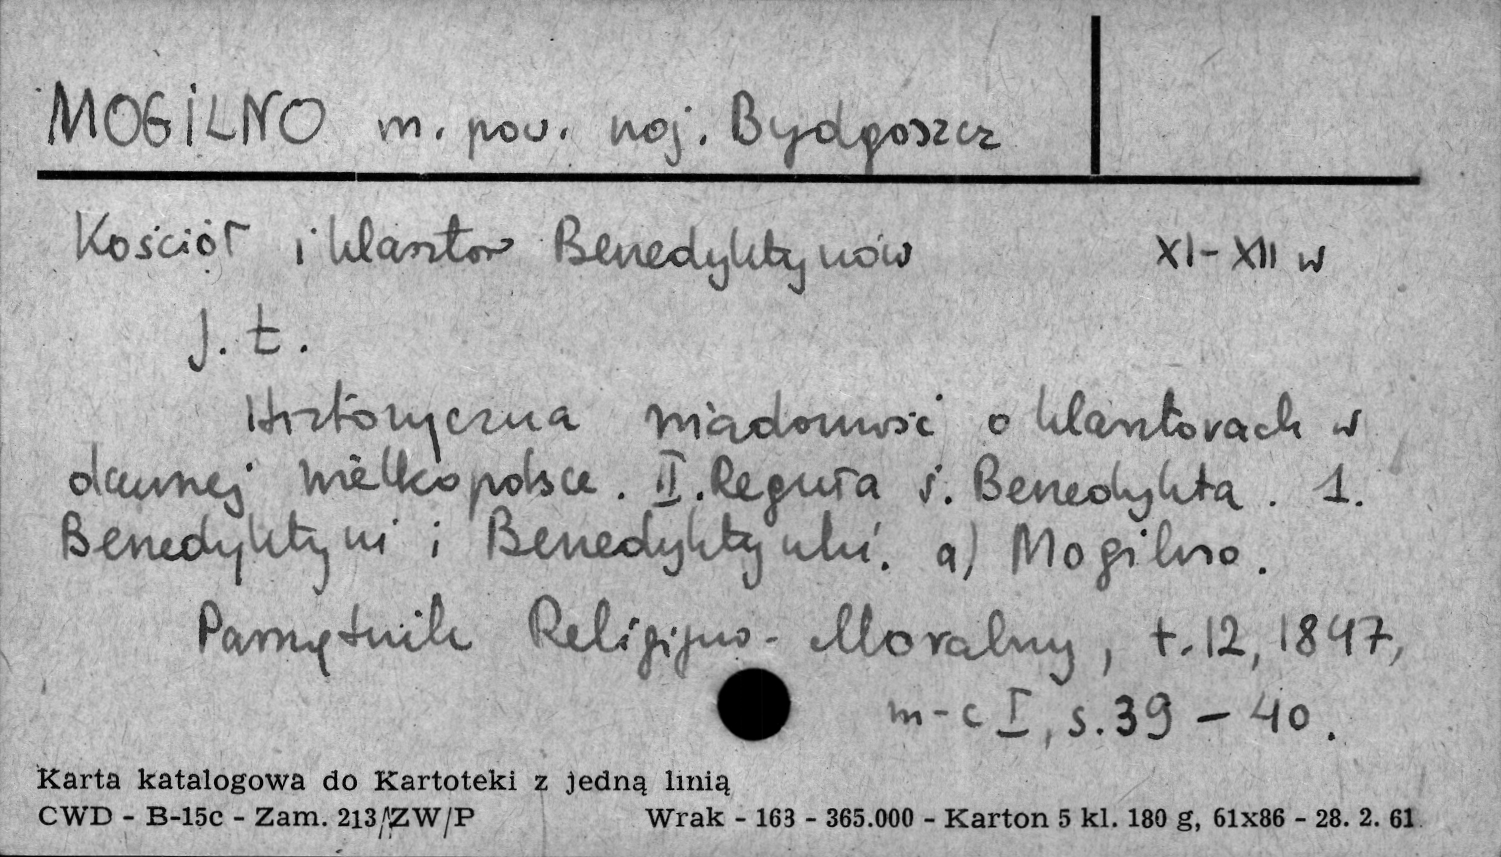 MOGILNO m. pow. woj. Bydgoszcz
Kościół i klasztor Benedyktynów XI-XII w
J. Ł.
Historyczna wiadomość o klasztorach w
dawnej Wielkopolsce. II. Reguła ś. Benedykta. 1.
Benedyktyni i Benedyktynki. a) Mogilno.
Pamiętnik Religijno-Moralny, t.12, 1847,
m-c I, s.39 - 40.
Karta katalogowa do Kartoteki z jedną linią
CWD - B-15c - Zam. 213/ZW/P Wrak - 163 - 365.000 - Karton 5 kl. 180 g, 61x86 - 28. 2. 61